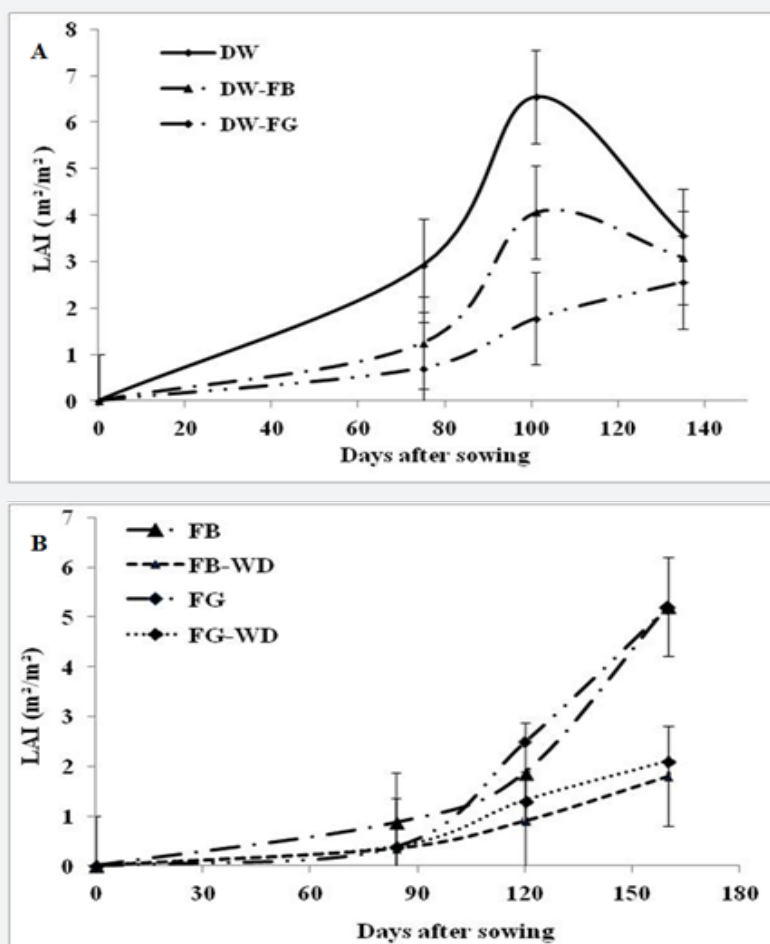 A
DW
DW-FB
DW-FG
LAI (m²/m²)
8
7
6
5
4
3
2
1
0
0 20 40 60 80 100 120 140
Days after sowing
B
FB
FB-WD
FG
FG-WD
LAI (m²/m²)
7
6
5
4
3
2
1
0
0 30 60 90 120 150 180
Days after sowing